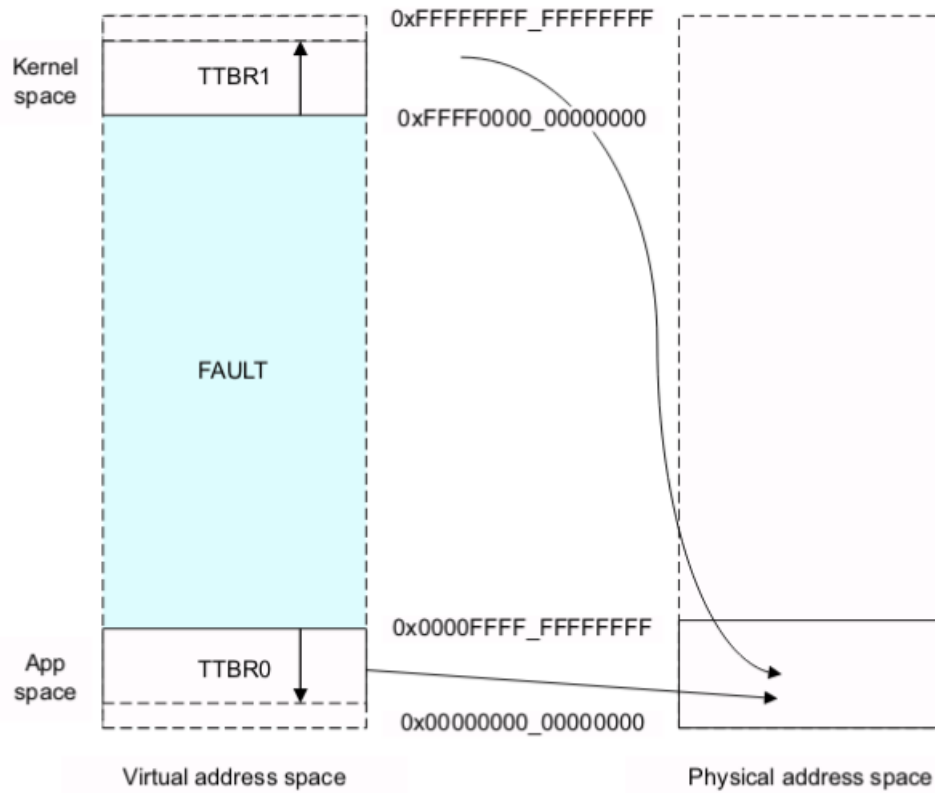 0xFFFFFFFF_FFFFFFFF
Kernel
space
TTBR1
0xFFFF0000_00000000
FAULT
0x0000FFFF_FFFFFFFF
App
space
TTBR0
0x00000000_00000000
Virtual address space
Physical address space